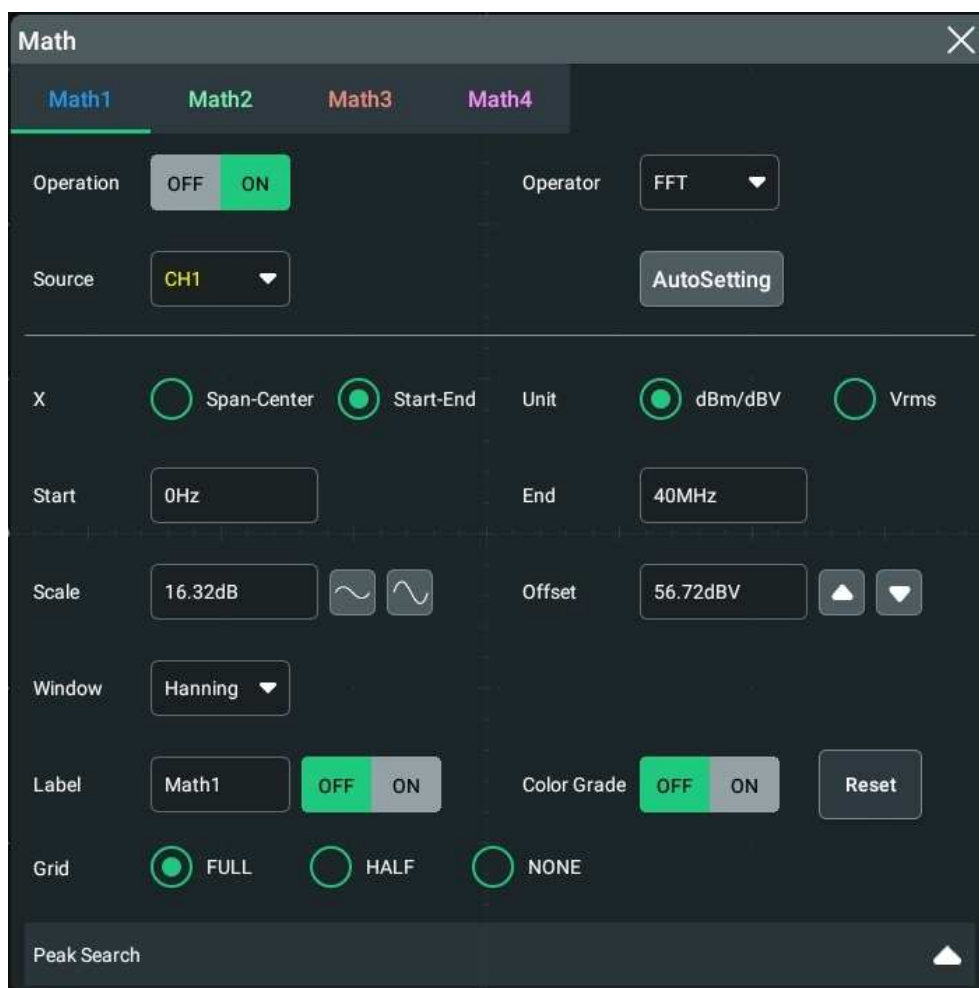 Math
Math1 Math2 Math3 Math4
Operation OFF ON Operator FFT
Source CH1 AutoSetting
X Span-Center Start-End Unit dBm/dBV Vrms
Start 0Hz End 40MHz
Scale 16.32dB Offset 56.72dBV
Window Hanning
Label Math1 OFF ON Color Grade OFF ON Reset
Grid FULL HALF NONE
Peak Search